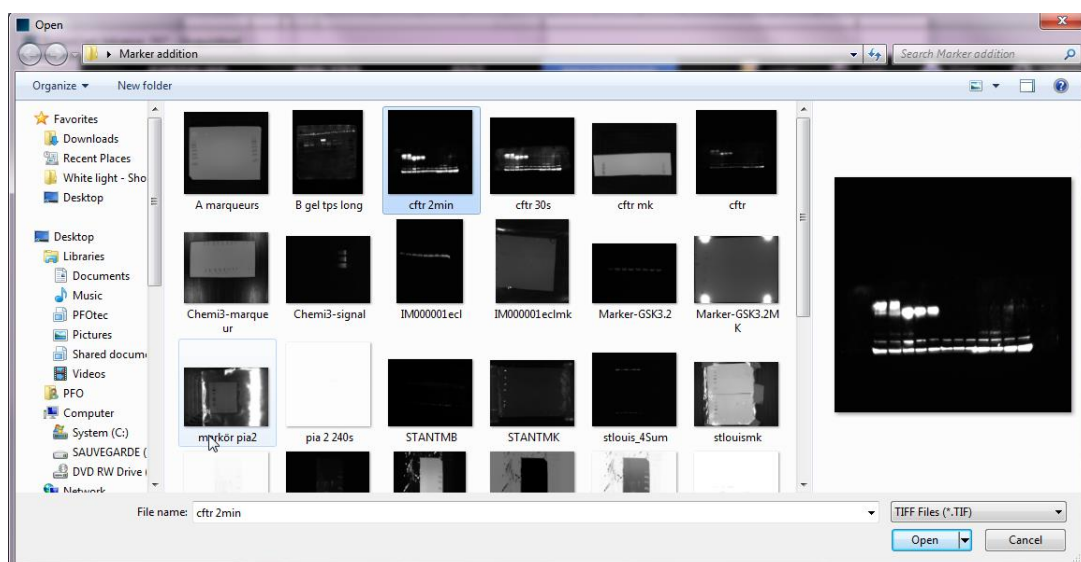 Open
Marker addition
Search Marker addition
Organize
New folder
Favorites
Downloads
Recent Places
White light - Sho
Desktop
Desktop
Libraries
Documents
Music
PFOtec
Pictures
Shared docum
Videos
PFO
Computer
System (C:)
SAUVEGARDE (
DVD RW Drive (
Network
A marqueurs
B gel tps long
cftr 2min
cftr 30s
cftr mk
cftr
Chemi3-marque
ur
Chemi3-signal
IM000001ecl
IM000001eclmk
Marker-GSK3.2
Marker-GSK3.2M
K
markör pia2
pia 2 240s
STANTMB
STANTMK
stlouis_4Sum
stlouismk
File name:
cftr 2min
TIFF Files (*.TIF)
Open
Cancel